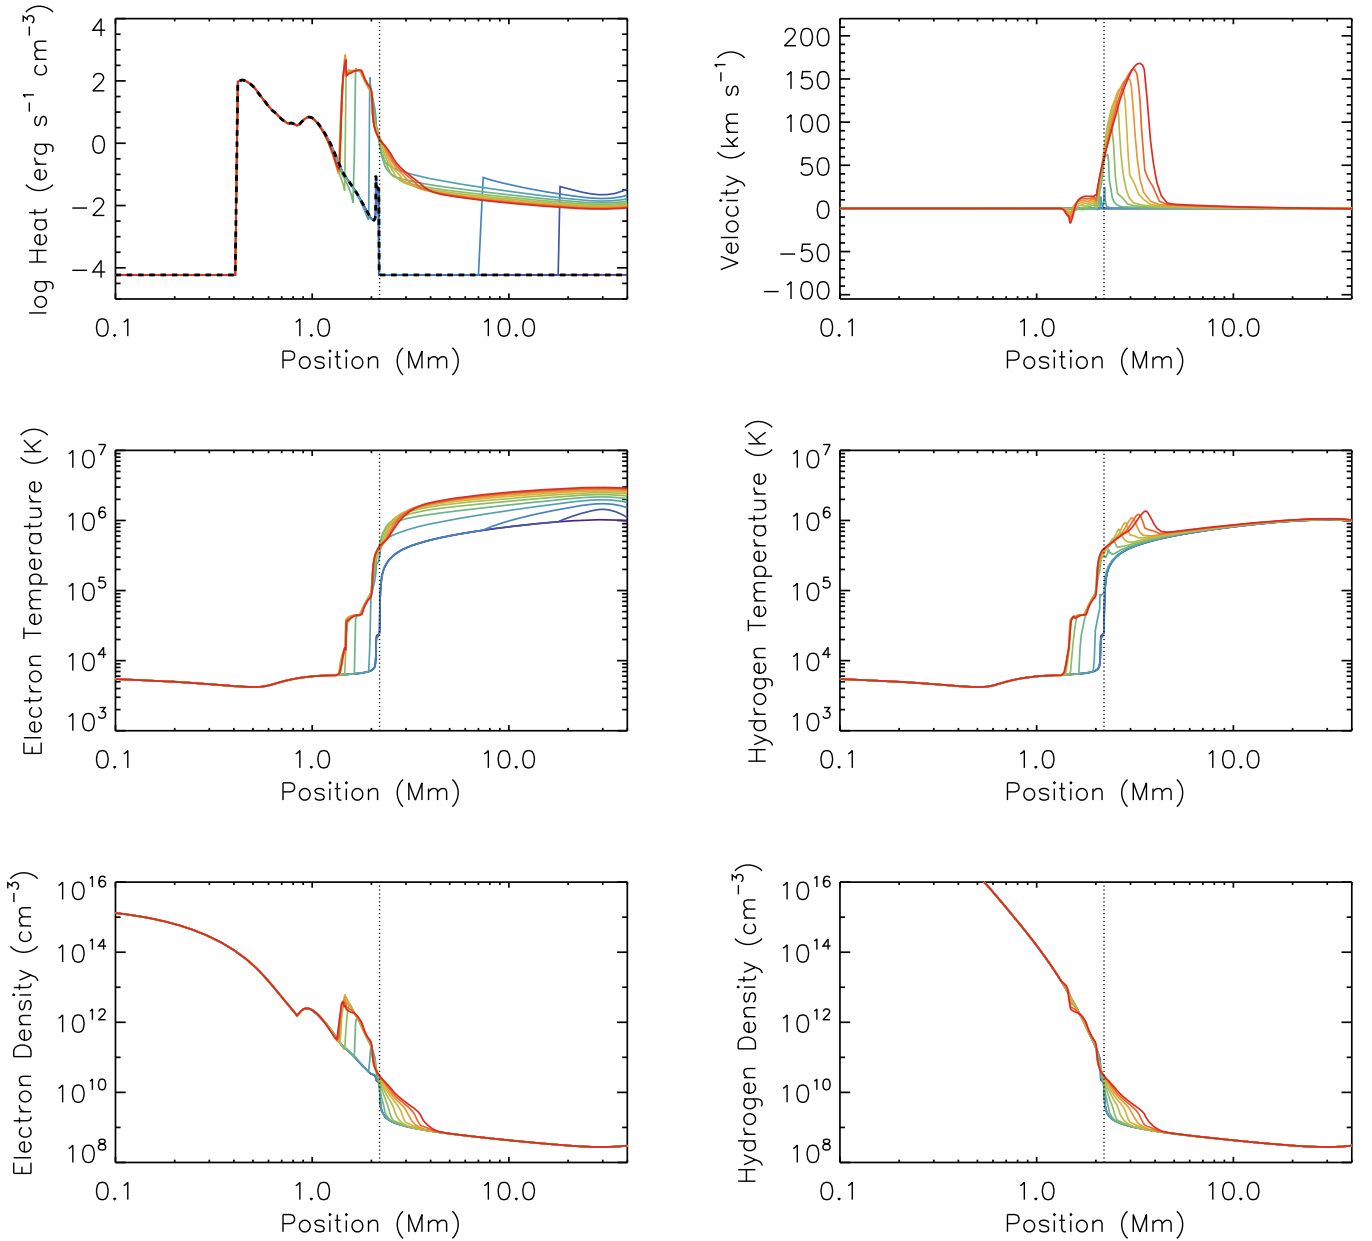 log Heat (erg s⁻¹ cm⁻³)
4
2
0
−2
−4
0.1 1.0 10.0
Position (Mm)
Velocity (km s⁻¹)
200
150
100
50
0
−50
−100
0.1 1.0 10.0
Position (Mm)
Electron Temperature (K)
10⁷
10⁶
10⁵
10⁴
10³
0.1 1.0 10.0
Position (Mm)
Hydrogen Temperature (K)
10⁷
10⁶
10⁵
10⁴
10³
0.1 1.0 10.0
Position (Mm)
Electron Density (cm⁻³)
10¹⁶
10¹⁴
10¹²
10¹⁰
10⁸
0.1 1.0 10.0
Position (Mm)
Hydrogen Density (cm⁻³)
10¹⁶
10¹⁴
10¹²
10¹⁰
10⁸
0.1 1.0 10.0
Position (Mm)